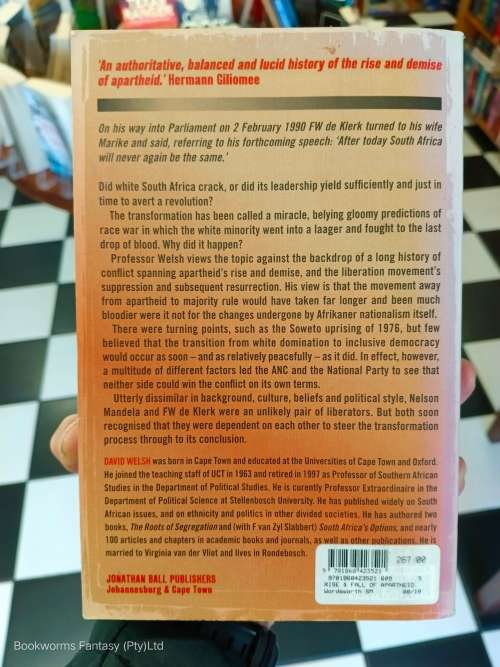 'An authoritative, balanced and lucid history of the rise and demise
of apartheid.' Hermann Giliomee
On his way into Parliament on 2 February 1990 FW de Klerk turned to his wife
Marike and said, referring to his forthcoming speech: 'After today South Africa
will never again be the same.'
Did white South Africa crack, or did its leadership yield sufficiently and just in
time to avert a revolution?
The transformation has been called a miracle, belying gloomy predictions of
race war in which the white minority went into a laager and fought to the last
drop of blood. Why did it happen?
Professor Welsh views the topic against the backdrop of a long history of
conflict spanning apartheid's rise and demise, and the liberation movement's
suppression and subsequent resurrection. His view is that the movement away
from apartheid to majority rule would have taken far longer and been much
bloodier were it not for the changes undergone by Afrikaner nationalism itself.
There were turning points, such as the Soweto uprising of 1976, but few
believed that the transition from white domination to inclusive democracy
would occur as soon – and as relatively peacefully – as it did. In effect, however,
a multitude of different factors led the ANC and the National Party to see that
neither side could win the conflict on its own terms.
Utterly dissimilar in background, culture, beliefs and political style, Nelson
Mandela and FW de Klerk were an unlikely pair of liberators. But both soon
recognised that they were dependent on each other to steer the transformation
process through to its conclusion.
DAVID WELSH was born in Cape Town and educated at the Universities of Cape Town and Oxford.
He joined the teaching staff of UCT in 1963 and retired in 1997 as Professor of Southern African
Studies in the Department of Political Studies. He is curently Professor Extraordinaire in the
Department of Political Science at Stellenbosch University. He has published widely on South
African issues, and on ethnicity and politics in other divided societies. He has authored two
books, The Roots of Segregation and (with F van Zyl Slabbert) South Africa's Options, and nearly
100 articles and chapters in academic books and journals, as well as other publications. He is
married to Virginia van der Vliet and lives in Rondebosch.
267.00
9 781868 423521
RISE & FALL OF APARTHEID
Wordsworth SM 08/10
JONATHAN BALL PUBLISHERS
Johannesburg & Cape Town
Bookworms Fantasy (Pty)Ltd